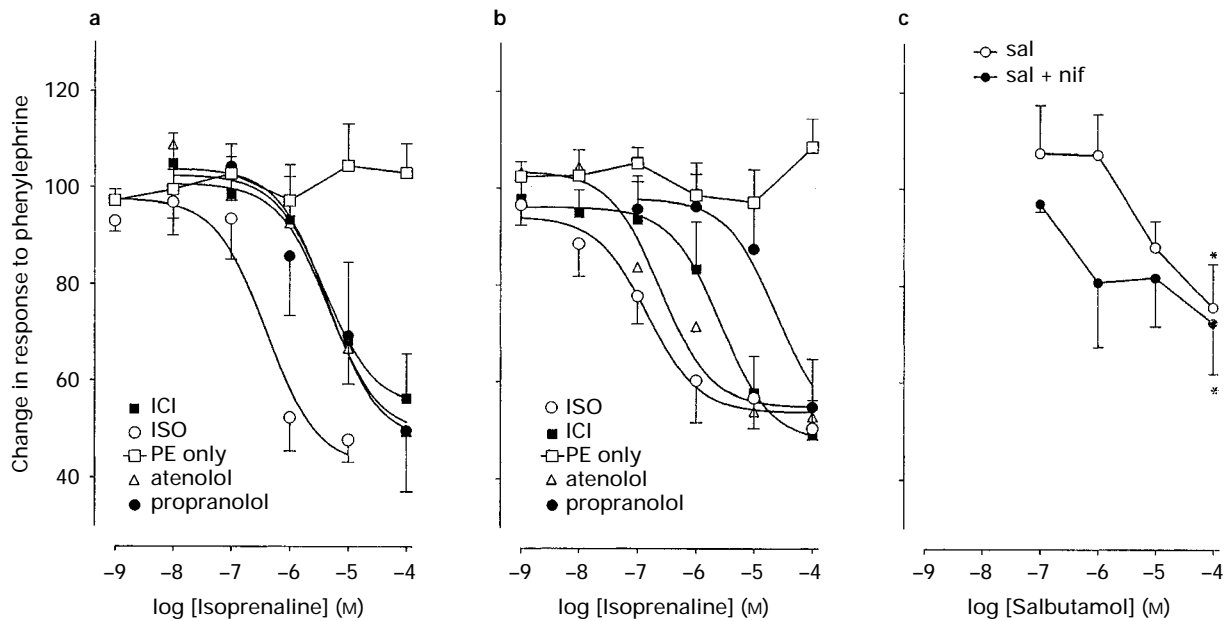 a
b
c
Change in response to phenylephrine
120
100
80
60
40
ICI
ISO
PE only
atenolol
propranolol
–9 –8 –7 –6 –5 –4
log [Isoprenaline] (M)
ISO
ICI
PE only
atenolol
propranolol
–9 –8 –7 –6 –5 –4
log [Isoprenaline] (M)
sal
sal + nif
*
*
–9 –8 –7 –6 –5 –4
log [Salbutamol] (M)